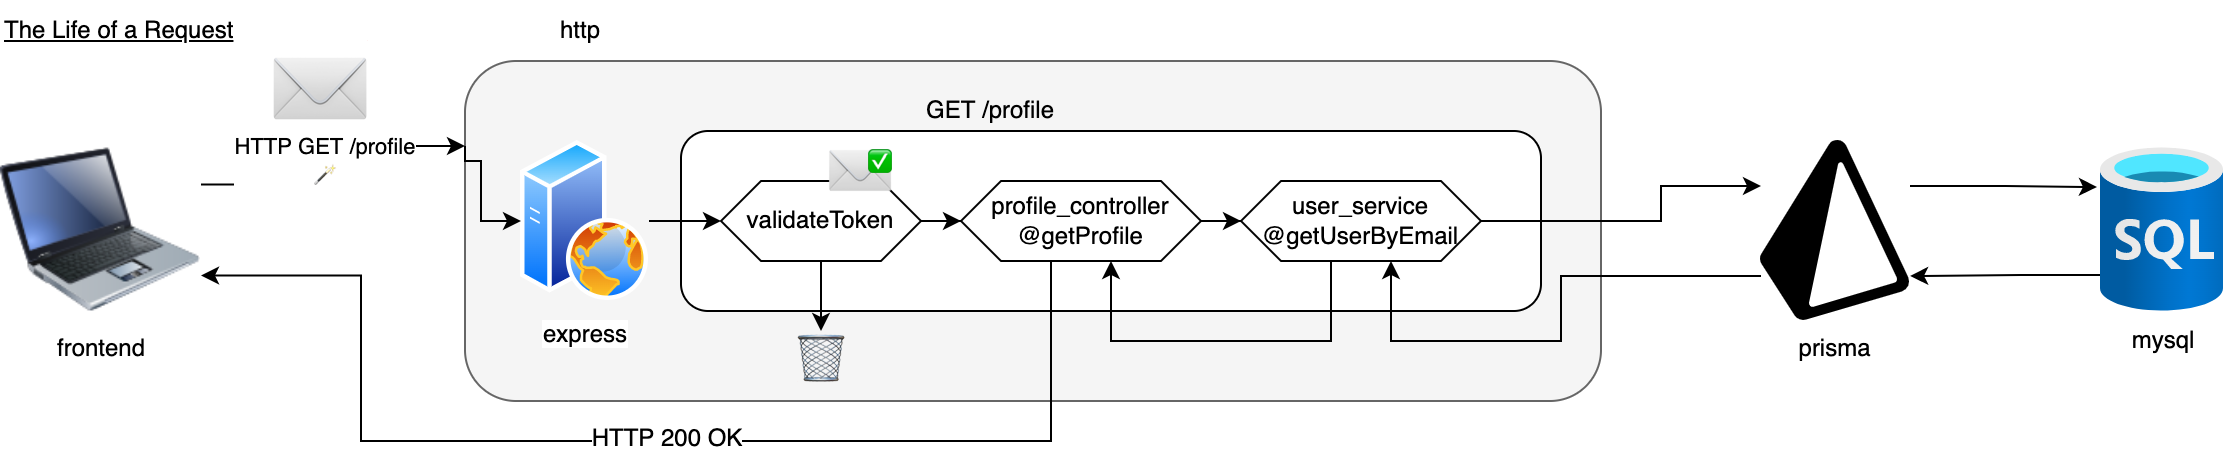 The Life of a Request
http
GET /profile
HTTP GET /profile
validateToken
profile_controller
@getProfile
user_service
@getUserByEmail
SQL
express
frontend
prisma
mysql
HTTP 200 OK